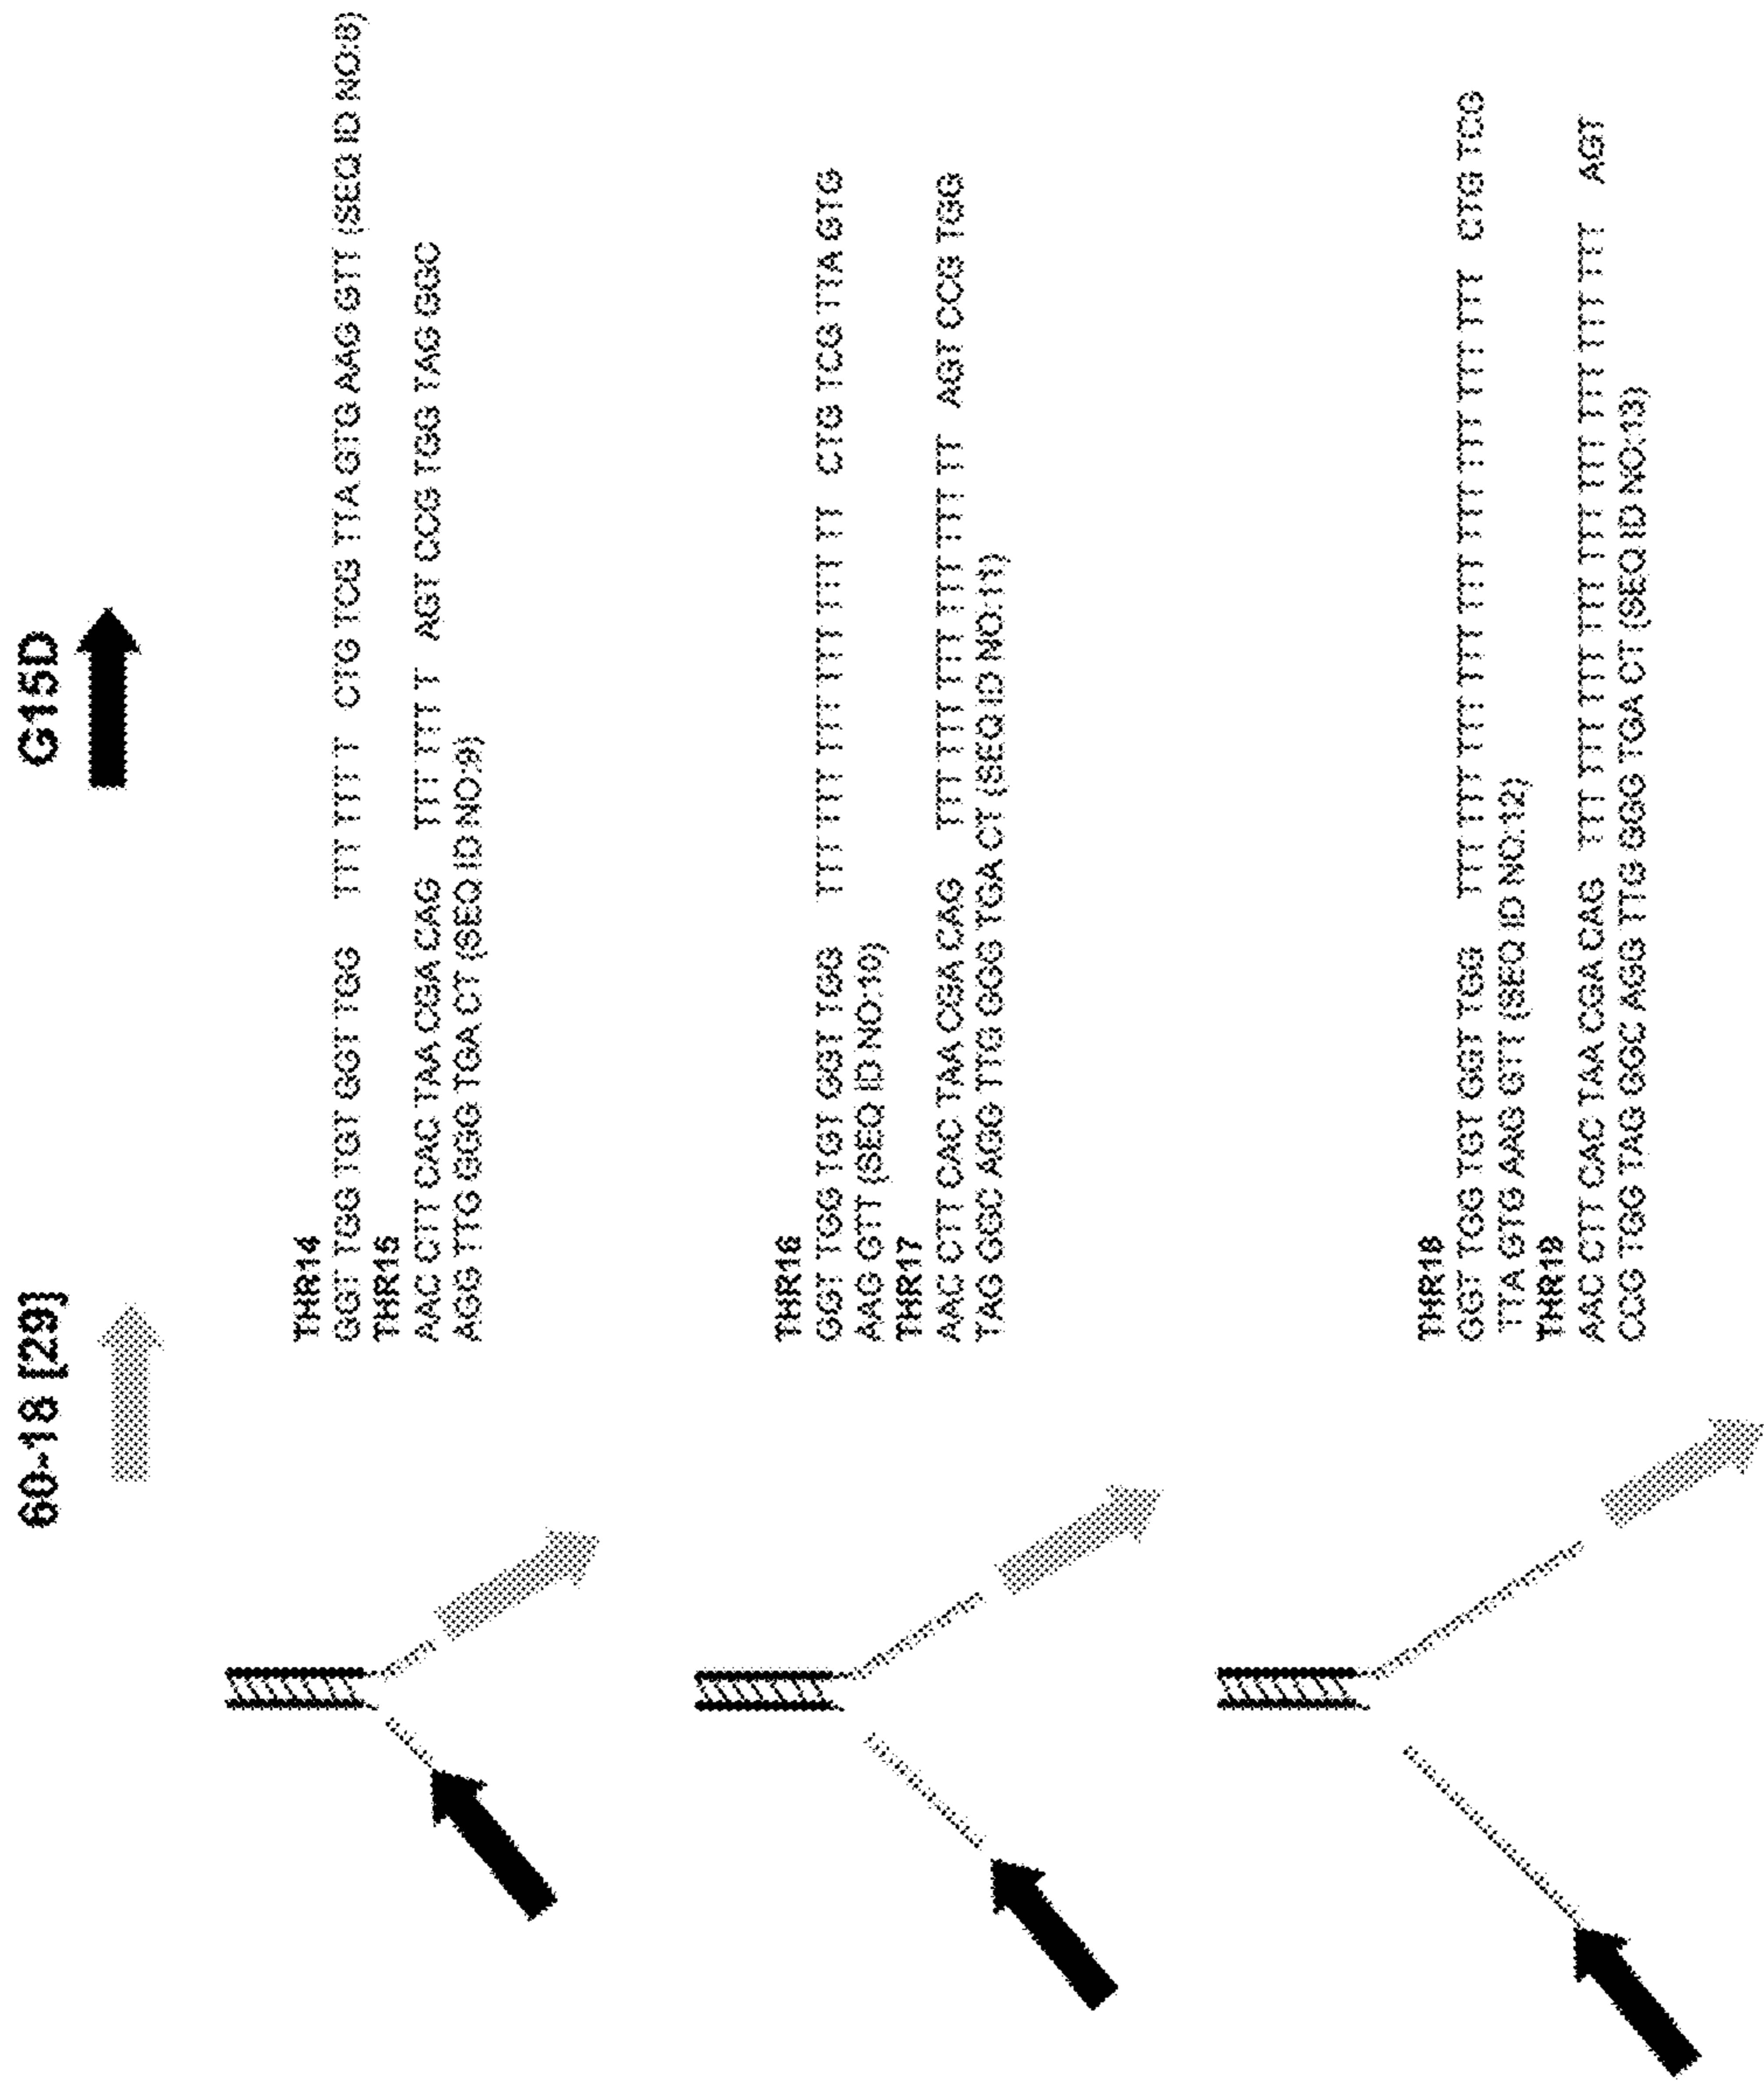 60-18 [29]
G15D
THR14
GGT TGG TGT GGT TGG TTT TTT T CTG TCG TTA GTG AAG GTT (SEQ ID NO:8)
THR15
AAC CTT CAC TAA CGA CAG TTT TTT T AGT CCG TGG TAG GGC
AGG TTG GGG TGA CT (SEQ ID NO:9)
THR16
GGT TGG TGT GGT TGG TTT TTT TTT TTT TTT TT CTG TCG TTA GTG
AAG GTT (SEQ ID NO:10)
THR17
AAC CTT CAC TAA CGA CAG TTT TTT TTT TTT TTT TT AGT CCG TGG
TAG GGC AGG TTG GGG TGA CT (SEQ ID NO:11)
THR18
GGT TGG TGT GGT TGG TTT TTT TTT TTT TTT TTT TTT TTT TTT CTG TCG
TTA GTG AAG GTT (SEQ ID NO:12)
THR19
AAC CTT CAC TAA CGA CAG TTT TTT TTT TTT TTT TTT TTT TTT TTT AGT
CCG TGG TAG GGC AGG TTG GGG TGA CT (SEQ ID NO:13)